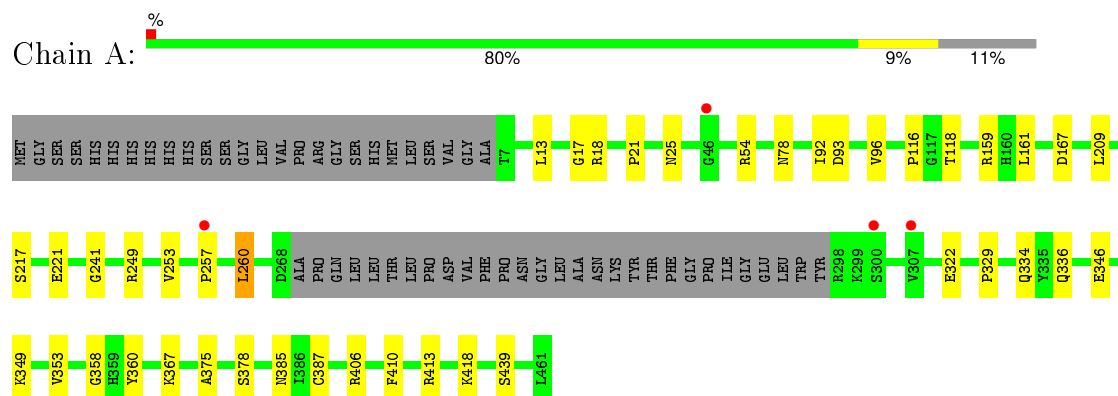 %
Chain A:
80% 9% 11%
MET GLY SER SER HIS HIS HIS HIS HIS HIS SER SER GLY LEU VAL PRO ARG GLY SER HIS MET LEU SER VAL GLY ALA T7 L13 G17 R18 P21 N25 G46 R54 N78 I92 D93 V96 P116 G117 T118 R159 H160 L161 D167 L209
S217 E221 G241 R249 V253 P257 L260 D268 ALA PRO GLN LEU LEU THR LEU PRO ASP VAL PHE PRO ASN GLY LEU ALA ASN LYS TYR THR PHE GLY PRO ILE GLY GLU LEU TRP TYR R298 K299 S300 V307 E322 P329 Q334 Y335 Q336 E346
K349 V353 G358 H359 Y360 K367 A375 S378 N385 I386 C387 R406 F410 R413 K418 S439 L461